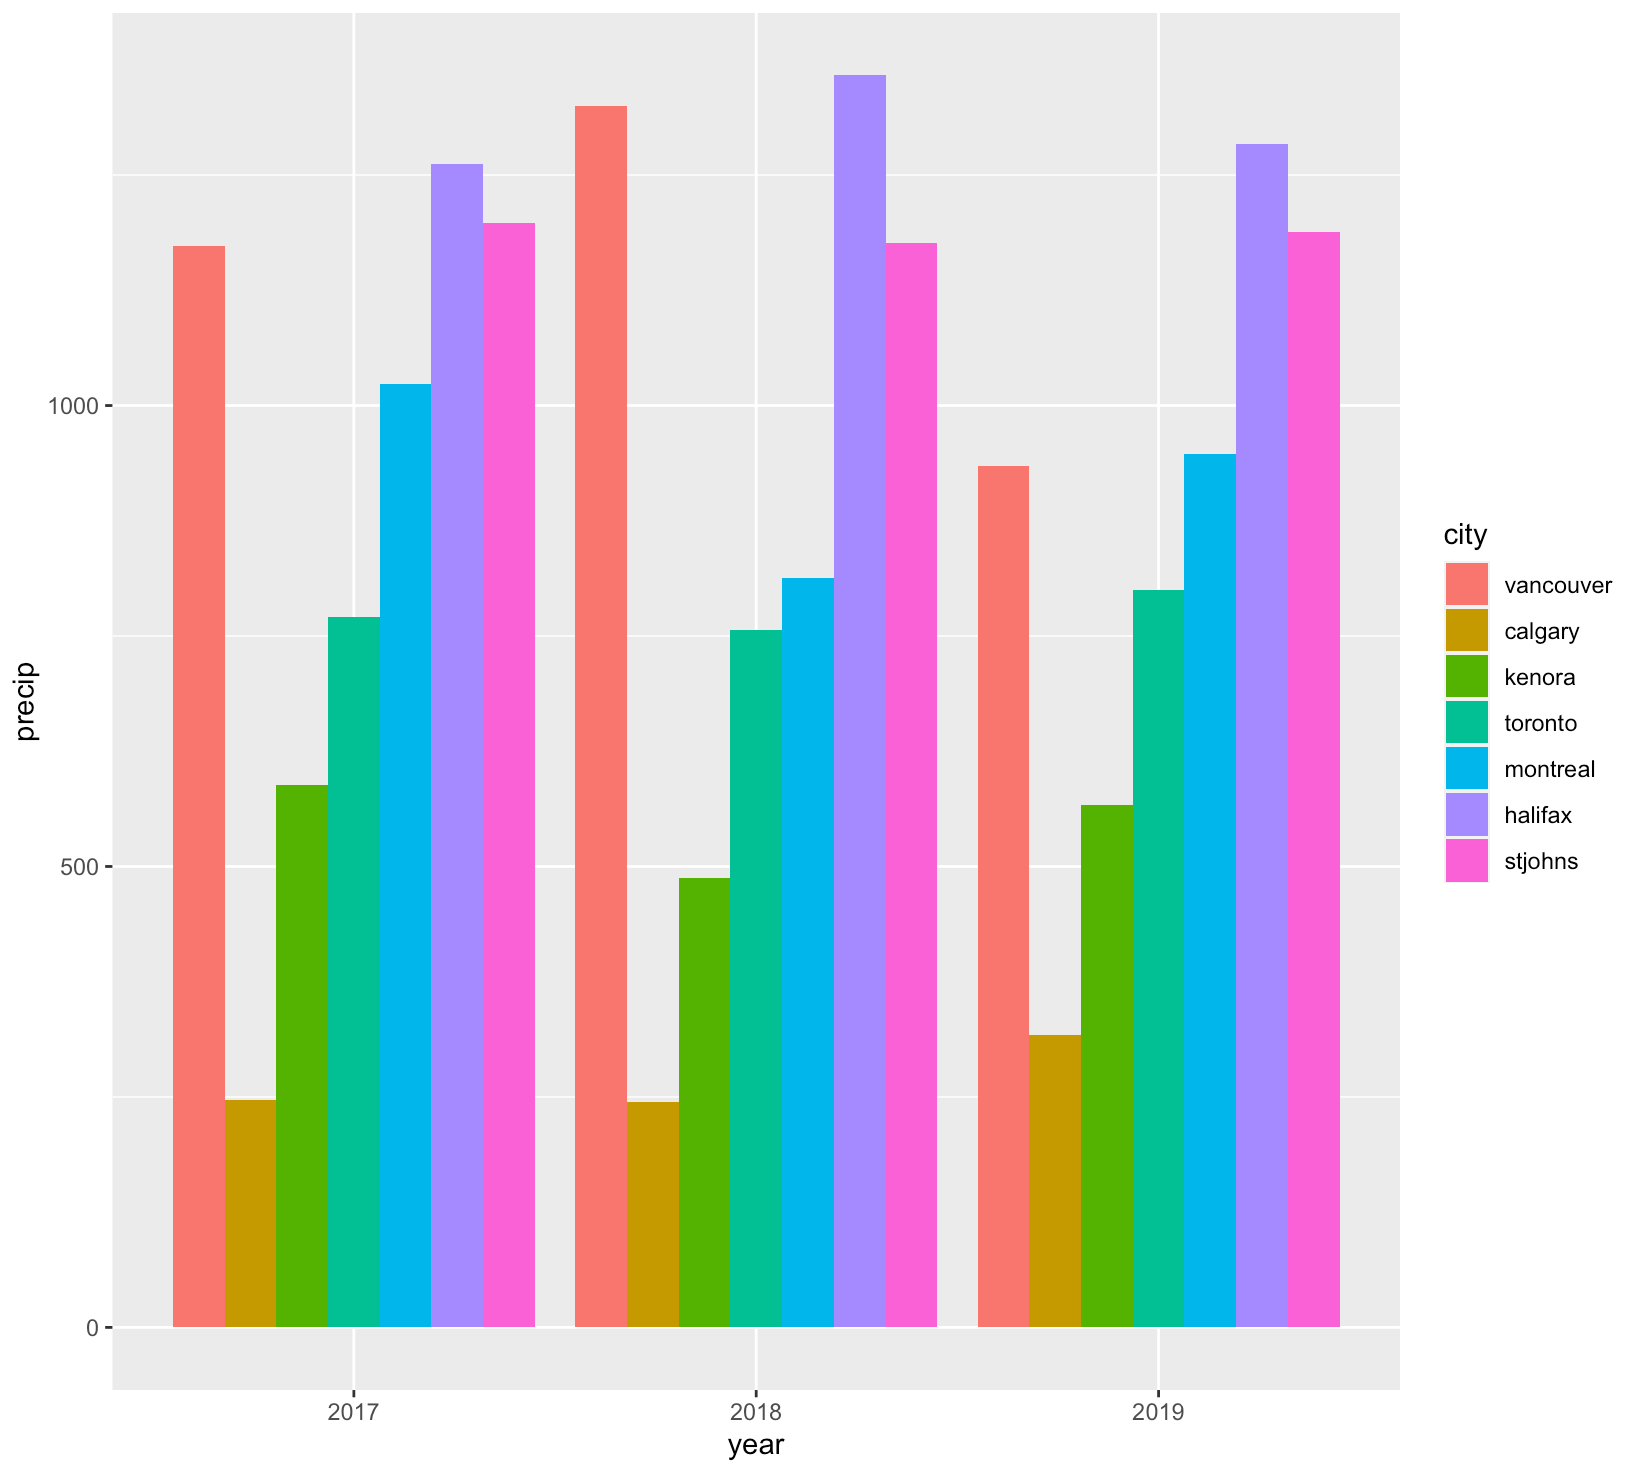 precip
1000
500
0
2017
2018
2019
year
city
vancouver
calgary
kenora
toronto
montreal
halifax
stjohns